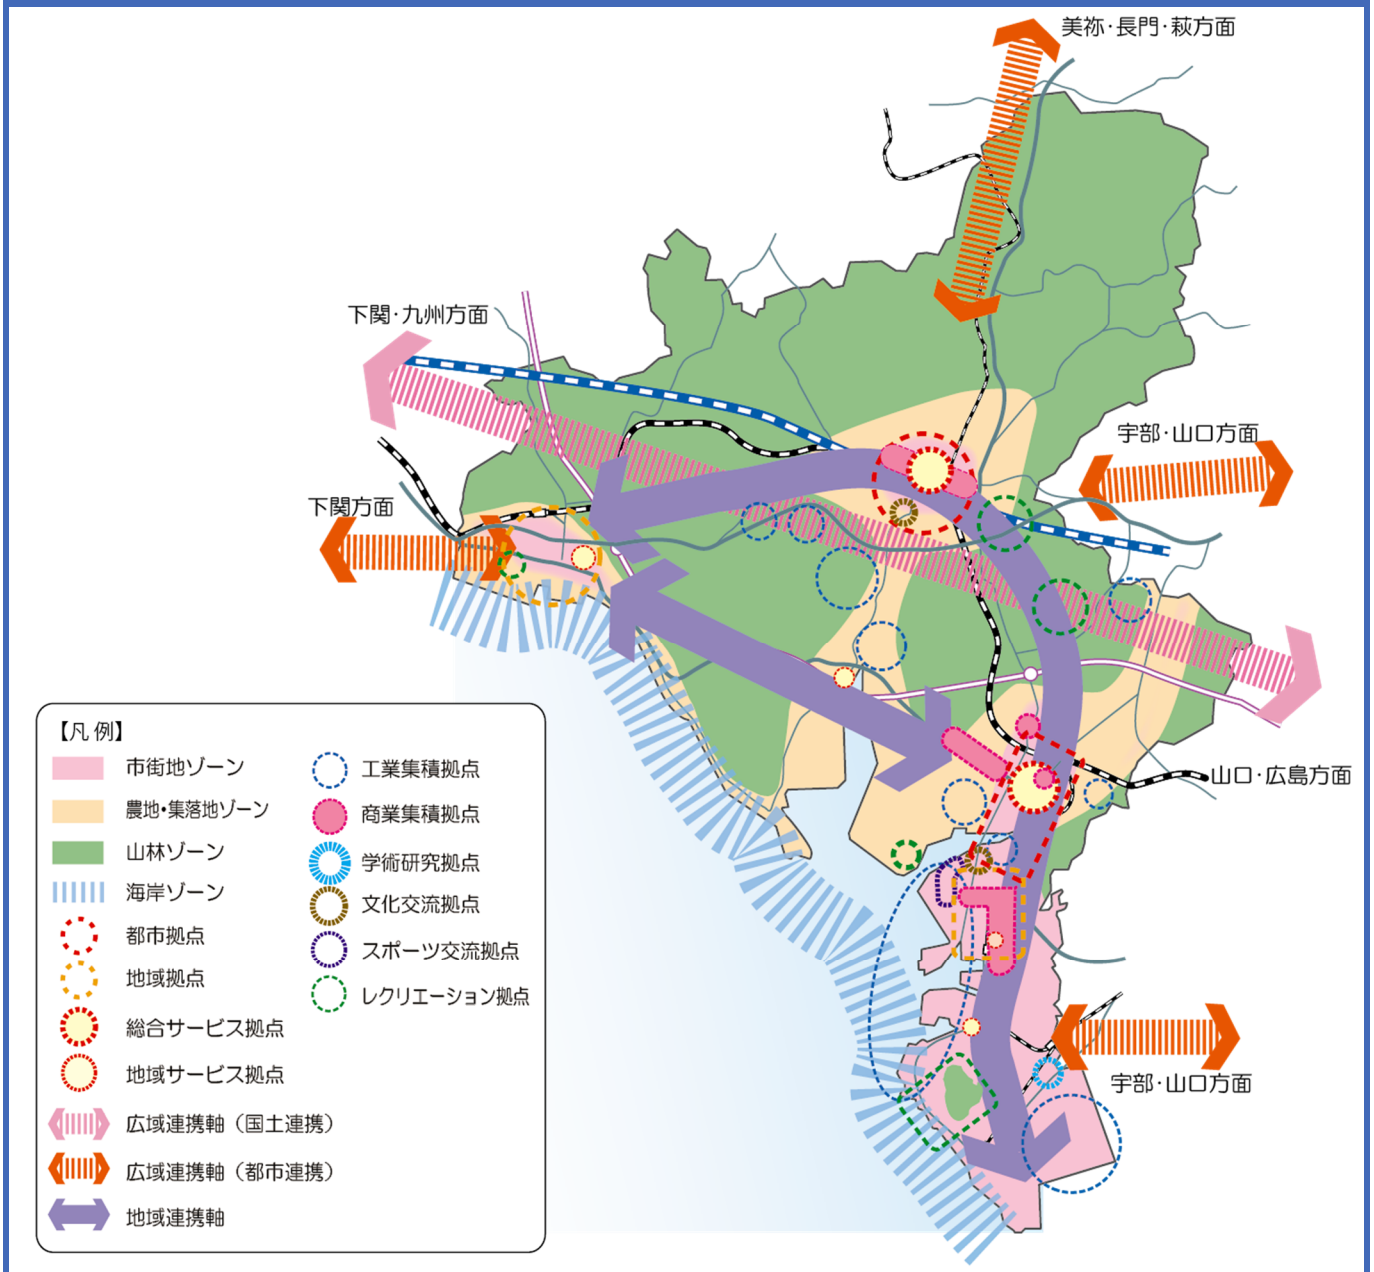 美祢・長門・萩方面
下関・九州方面
宇部・山口方面
下関方面
山口・広島方面
宇部・山口方面
【凡 例】
市街地ゾーン
農地・集落地ゾーン
山林ゾーン
海岸ゾーン
都市拠点
地域拠点
総合サービス拠点
地域サービス拠点
広域連携軸（国土連携）
広域連携軸（都市連携）
地域連携軸
工業集積拠点
商業集積拠点
学術研究拠点
文化交流拠点
スポーツ交流拠点
レクリエーション拠点